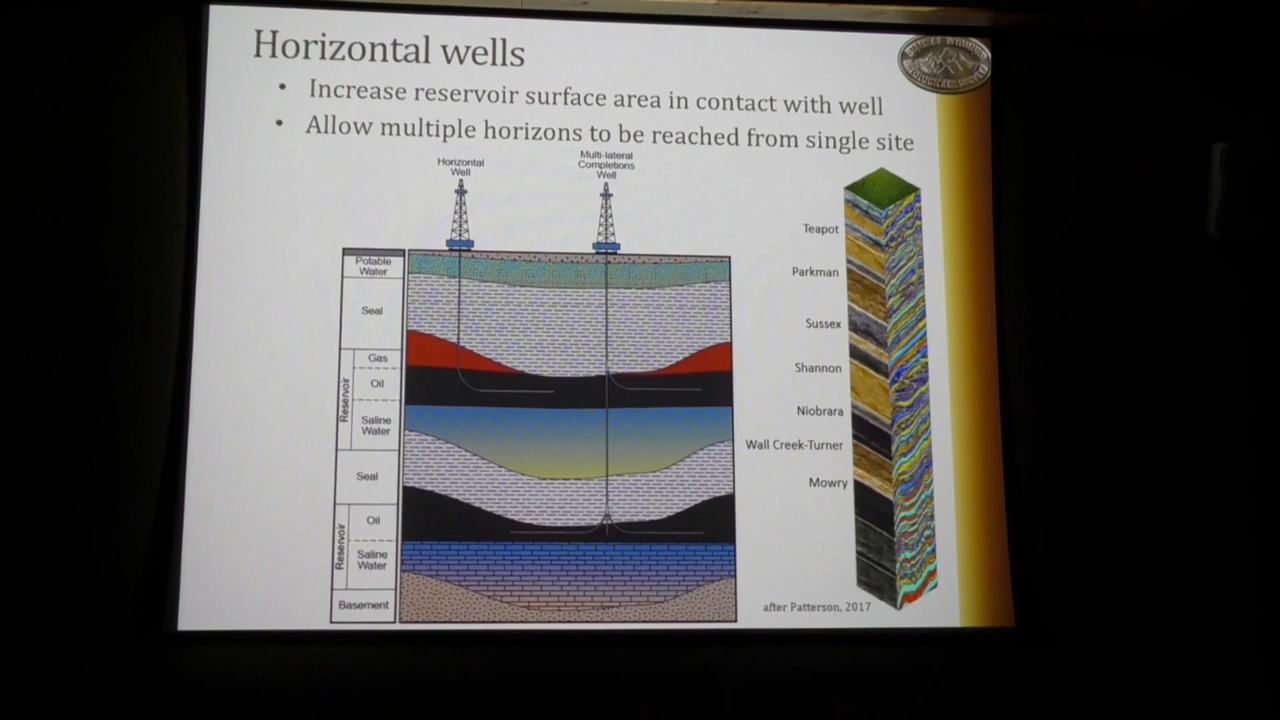 Horizontal wells
• Increase reservoir surface area in contact with well
• Allow multiple horizons to be reached from single site
Horizontal
Well
Multi-lateral
Completions
Well
Potable
Water
Seal
Reservoir
Gas
Oil
Saline
Water
Seal
Reservoir
Oil
Saline
Water
Basement
Teapot
Parkman
Sussex
Shannon
Niobrara
Wall Creek-Turner
Mowry
after Patterson, 2017